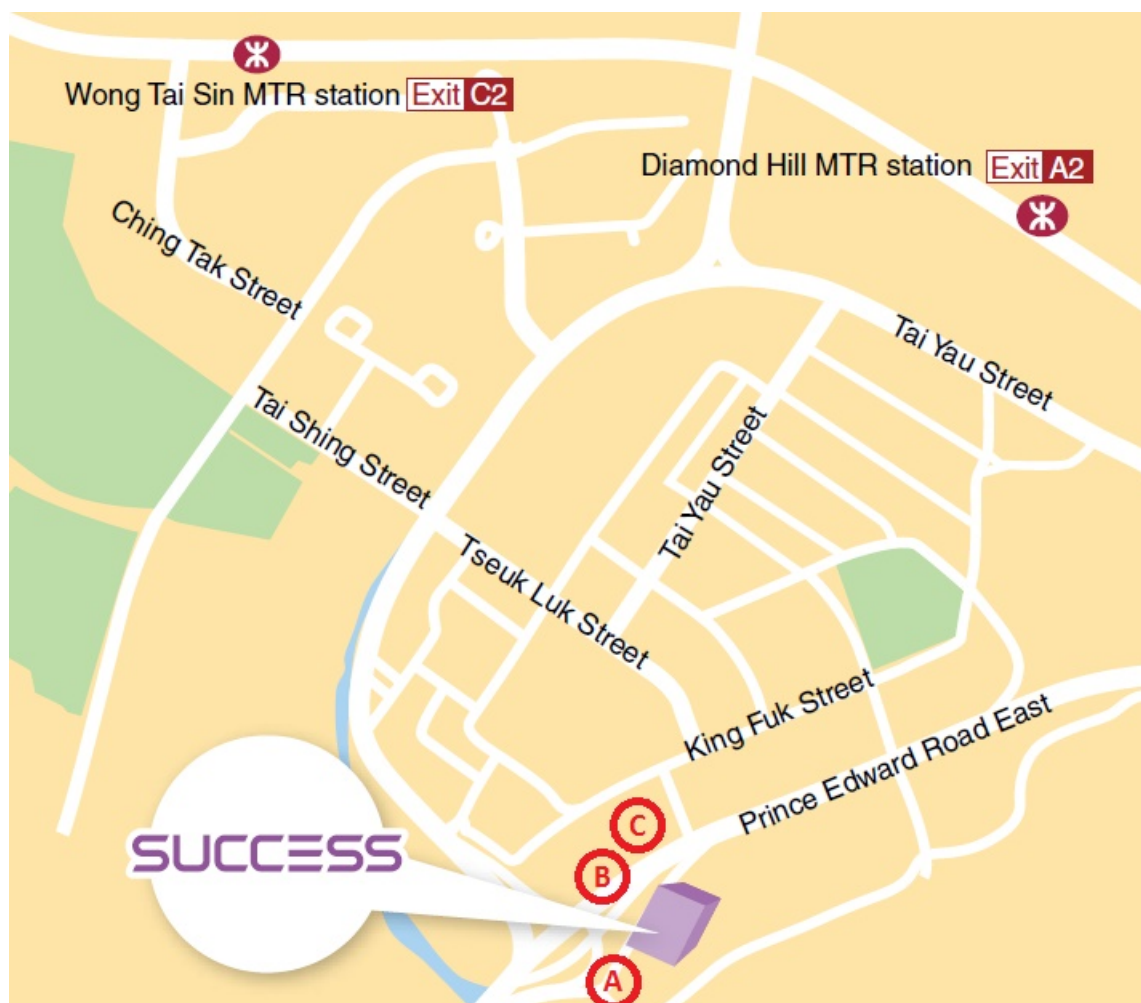 Wong Tai Sin MTR station Exit C2
Diamond Hill MTR station Exit A2
Ching Tak Street
Tai Yau Street
Tai Shing Street
Tai Yau Street
Tseuk Luk Street
King Fuk Street
Prince Edward Road East
C
SUCCESS
B
A